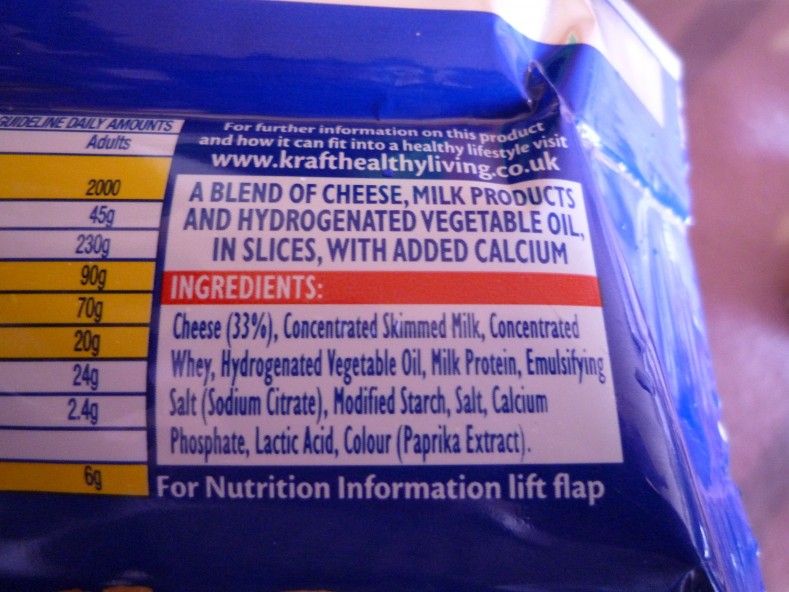 GUIDELINE DAILY AMOUNTS
Adults
2000
45g
230g
90g
70g
20g
24g
2.4g
6g
For further information on this product
and how it can fit into a healthy lifestyle visit
www.krafthealthyliving.co.uk
A BLEND OF CHEESE, MILK PRODUCTS
AND HYDROGENATED VEGETABLE OIL,
IN SLICES, WITH ADDED CALCIUM
INGREDIENTS:
Cheese (33%), Concentrated Skimmed Milk, Concentrated
Whey, Hydrogenated Vegetable Oil, Milk Protein, Emulsifying
Salt (Sodium Citrate), Modified Starch, Salt, Calcium
Phosphate, Lactic Acid, Colour (Paprika Extract).
For Nutrition Information lift flap